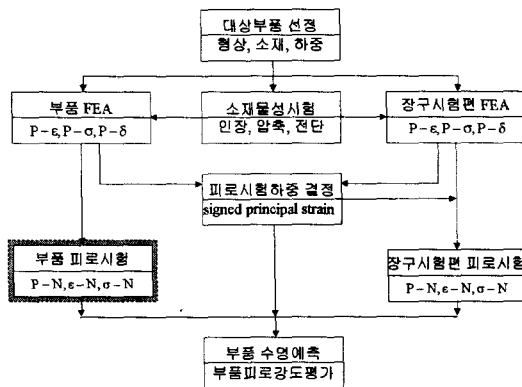 대상부품 선정
형상, 소재, 하중
부품 FEA
P-ε, P-σ, P-δ
소재물성시험
인장, 압축, 전단
장구시험편 FEA
P-ε, P-σ, P-δ
피로시험하중 결정
signed principal strain
부품 피로시험
P-N, ε-N, σ-N
장구시험편 피로시험
P-N, ε-N, σ-N
부품 수명예측
부품피로강도평가